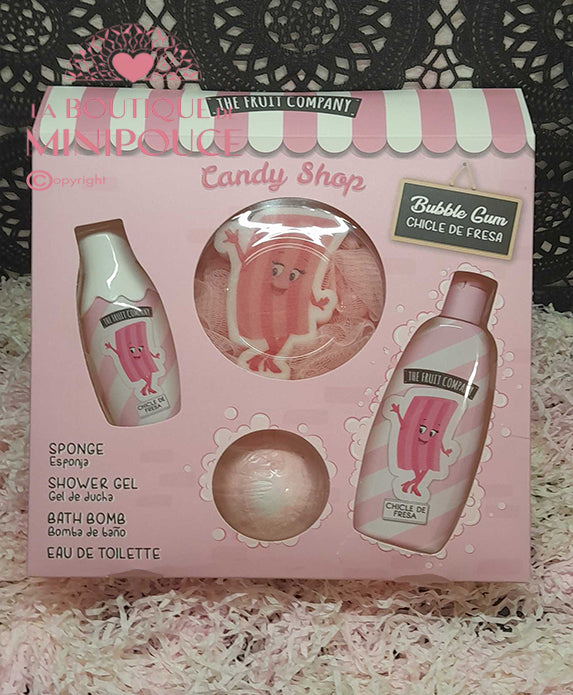 LA BOUTIQUE DE
MINIPOUCE
©opyright
THE FRUIT COMPANY
Candy Shop
Bubble Gum
CHICLE DE FRESA
THE FRUIT COMPANY
CHICLE DE
FRESA
THE FRUIT COMPANY
CHICLE DE
FRESA
SPONGE
Esponja
SHOWER GEL
Gel de ducha
BATH BOMB
Bomba de baño
EAU DE TOILETTE